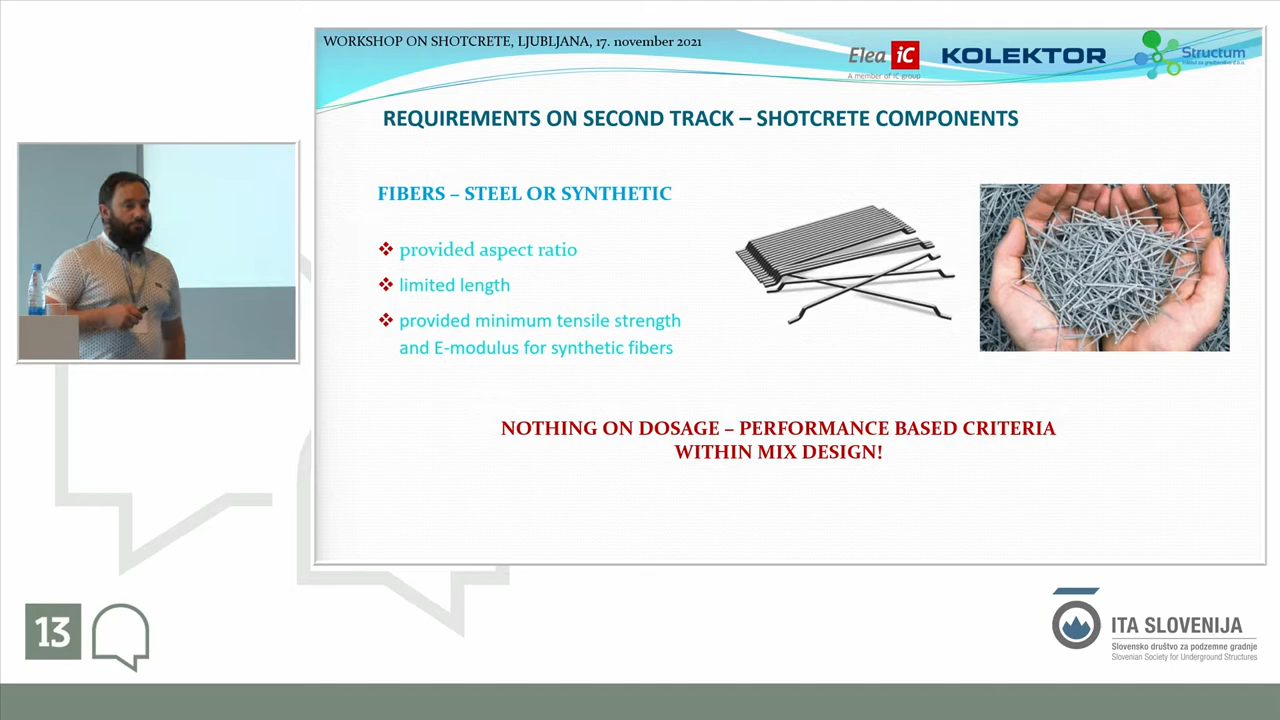 WORKSHOP ON SHOTCRETE, LJUBLJANA, 17. november 2021
Elea iC
A member of iC group
KOLEKTOR
Structum
REQUIREMENTS ON SECOND TRACK – SHOTCRETE COMPONENTS
FIBERS – STEEL OR SYNTHETIC
❖ provided aspect ratio
❖ limited length
❖ provided minimum tensile strength
and E-modulus for synthetic fibers
NOTHING ON DOSAGE – PERFORMANCE BASED CRITERIA
WITHIN MIX DESIGN!
13
ITA SLOVENIJA
Slovensko društvo za podzemne gradnje
Slovenian Society for Underground Structures